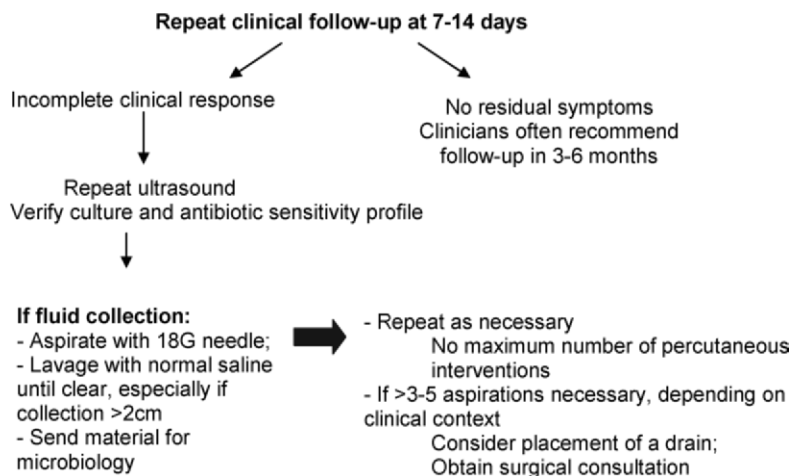 Repeat clinical follow-up at 7-14 days
Incomplete clinical response
No residual symptoms
Clinicians often recommend
follow-up in 3-6 months
Repeat ultrasound
Verify culture and antibiotic sensitivity profile
If fluid collection:
- Aspirate with 18G needle;
- Lavage with normal saline
until clear, especially if
collection >2cm
- Send material for
microbiology
- Repeat as necessary
No maximum number of percutaneous
interventions
- If >3-5 aspirations necessary, depending on
clinical context
Consider placement of a drain;
Obtain surgical consultation